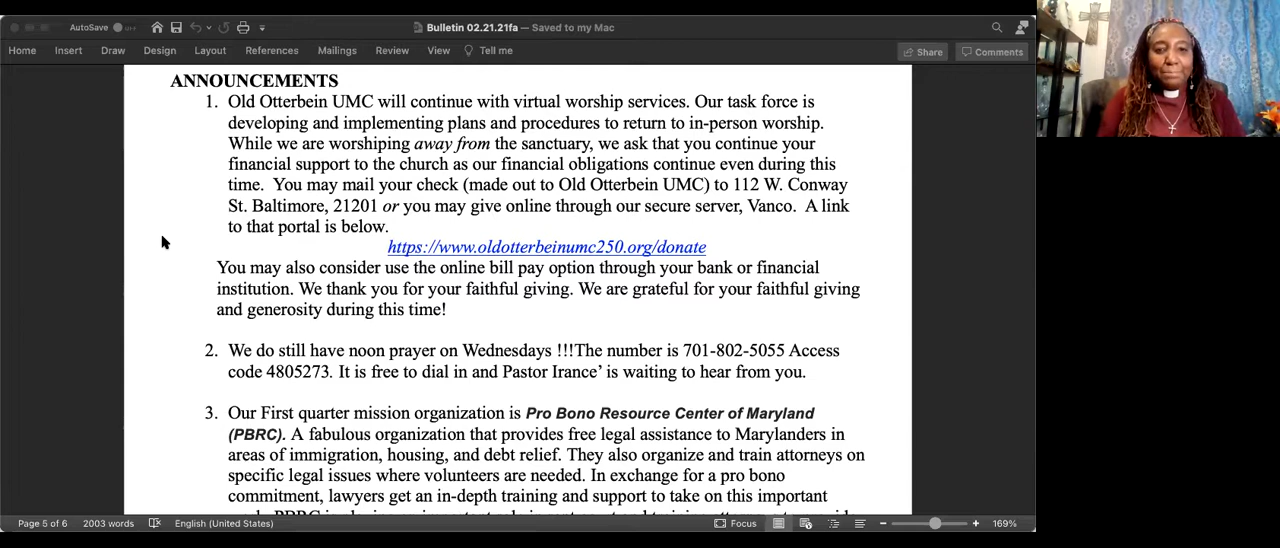 AutoSave
Bulletin 02.21.21fa — Saved to my Mac
Home Insert Draw Design Layout References Mailings Review View Tell me Share Comments
ANNOUNCEMENTS
1. Old Otterbein UMC will continue with virtual worship services. Our task force is
developing and implementing plans and procedures to return to in-person worship.
While we are worshiping away from the sanctuary, we ask that you continue your
financial support to the church as our financial obligations continue even during this
time. You may mail your check (made out to Old Otterbein UMC) to 112 W. Conway
St. Baltimore, 21201 or you may give online through our secure server, Vanco. A link
to that portal is below.
https://www.oldotterbeinumc250.org/donate
You may also consider use the online bill pay option through your bank or financial
institution. We thank you for your faithful giving. We are grateful for your faithful giving
and generosity during this time!
2. We do still have noon prayer on Wednesdays !!!The number is 701-802-5055 Access
code 4805273. It is free to dial in and Pastor Irance’ is waiting to hear from you.
3. Our First quarter mission organization is Pro Bono Resource Center of Maryland
(PBRC). A fabulous organization that provides free legal assistance to Marylanders in
areas of immigration, housing, and debt relief. They also organize and train attorneys on
specific legal issues where volunteers are needed. In exchange for a pro bono
commitment, lawyers get an in-depth training and support to take on this important
Page 5 of 6 2003 words English (United States) Focus 169%